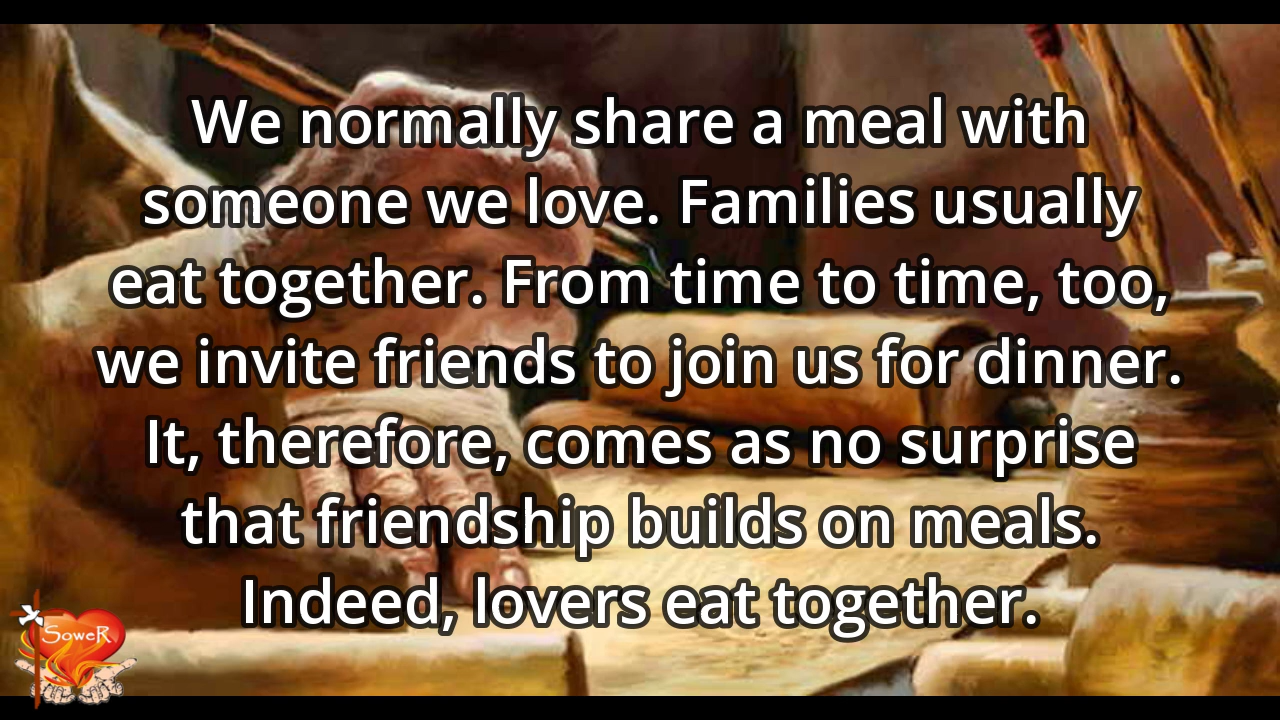 We normally share a meal with
someone we love. Families usually
eat together. From time to time, too,
we invite friends to join us for dinner.
It, therefore, comes as no surprise
that friendship builds on meals.
Indeed, lovers eat together.
SoweR